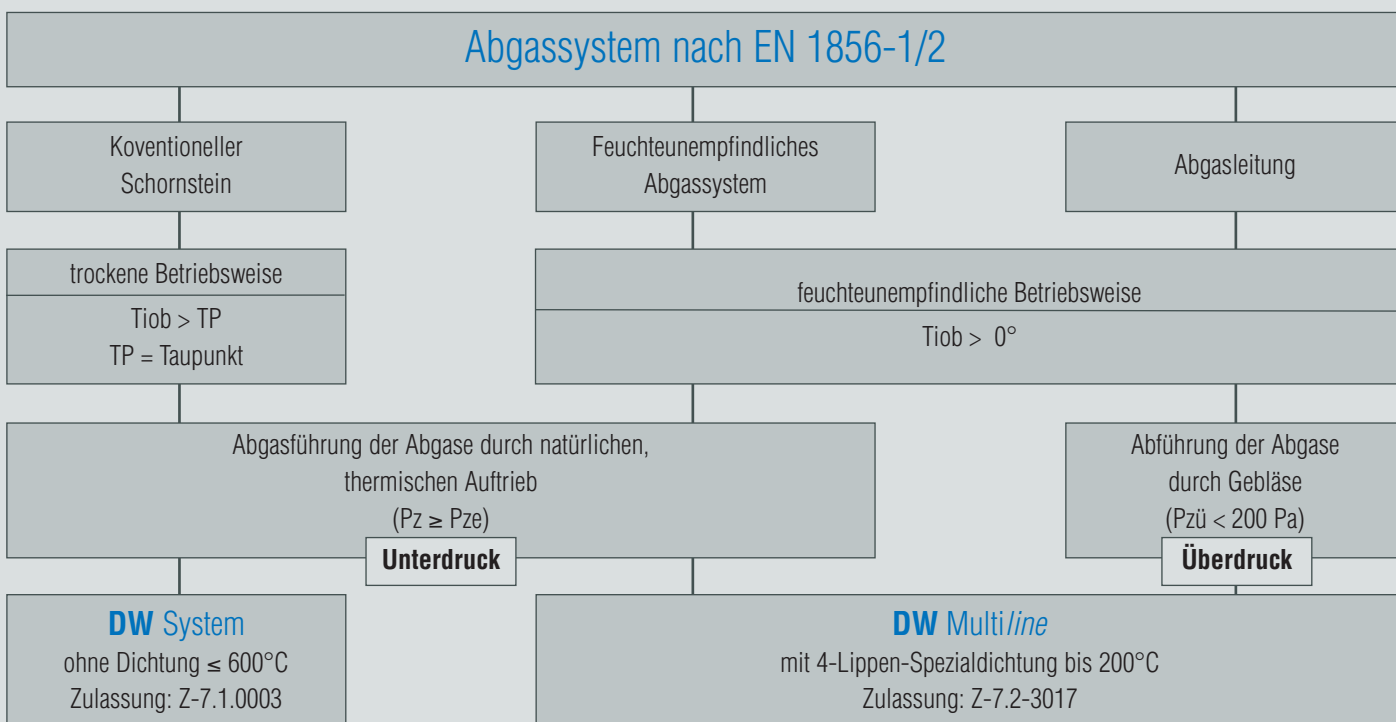 Abgassystem nach EN 1856-1/2
Koventioneller
Schornstein
Feuchteunempfindliches
Abgassystem
Abgasleitung
trockene Betriebsweise
Tiob > TP
TP = Taupunkt
feuchteunempfindliche Betriebsweise
Tiob > 0°
Abgasführung der Abgase durch natürlichen,
thermischen Auftrieb
(Pz ≥ Pze)
Unterdruck
Abführung der Abgase
durch Gebläse
(Pzü < 200 Pa)
Überdruck
DW System
ohne Dichtung ≤ 600°C
Zulassung: Z-7.1.0003
DW Multiline
mit 4-Lippen-Spezialdichtung bis 200°C
Zulassung: Z-7.2-3017